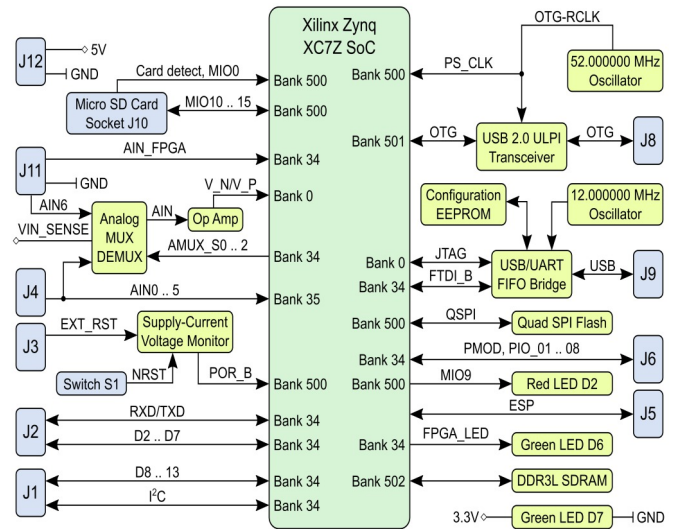 Xilinx Zynq
XC7Z SoC
J12
5V
GND
Card detect, MIO0
Bank 500
Micro SD Card
Socket J10
MIO10 .. 15
Bank 500
J11
AIN_FPGA
Bank 34
GND
V_N/V_P
Bank 0
AIN6
Analog
MUX
DEMUX
AIN
Op Amp
VIN_SENSE
AMUX_S0 .. 2
Bank 34
J4
AIN0 .. 5
Bank 35
J3
EXT_RST
Supply-Current
Voltage Monitor
Switch S1
NRST
POR_B
Bank 500
J2
RXD/TXD
Bank 34
D2 .. D7
Bank 34
J1
D8 .. 13
Bank 34
I²C
Bank 34
OTG-RCLK
Bank 500
PS_CLK
52.000000 MHz
Oscillator
Bank 501
OTG
USB 2.0 ULPI
Transceiver
OTG
J8
Configuration
EEPROM
12.000000 MHz
Oscillator
Bank 0
JTAG
Bank 34
FTDI_B
USB/UART
FIFO Bridge
USB
J9
Bank 500
QSPI
Quad SPI Flash
Bank 34
PMOD, PIO_01 .. 08
J6
Bank 500
MIO9
Red LED D2
ESP
J5
Bank 34
FPGA_LED
Green LED D6
Bank 502
DDR3L SDRAM
3.3V
Green LED D7
GND